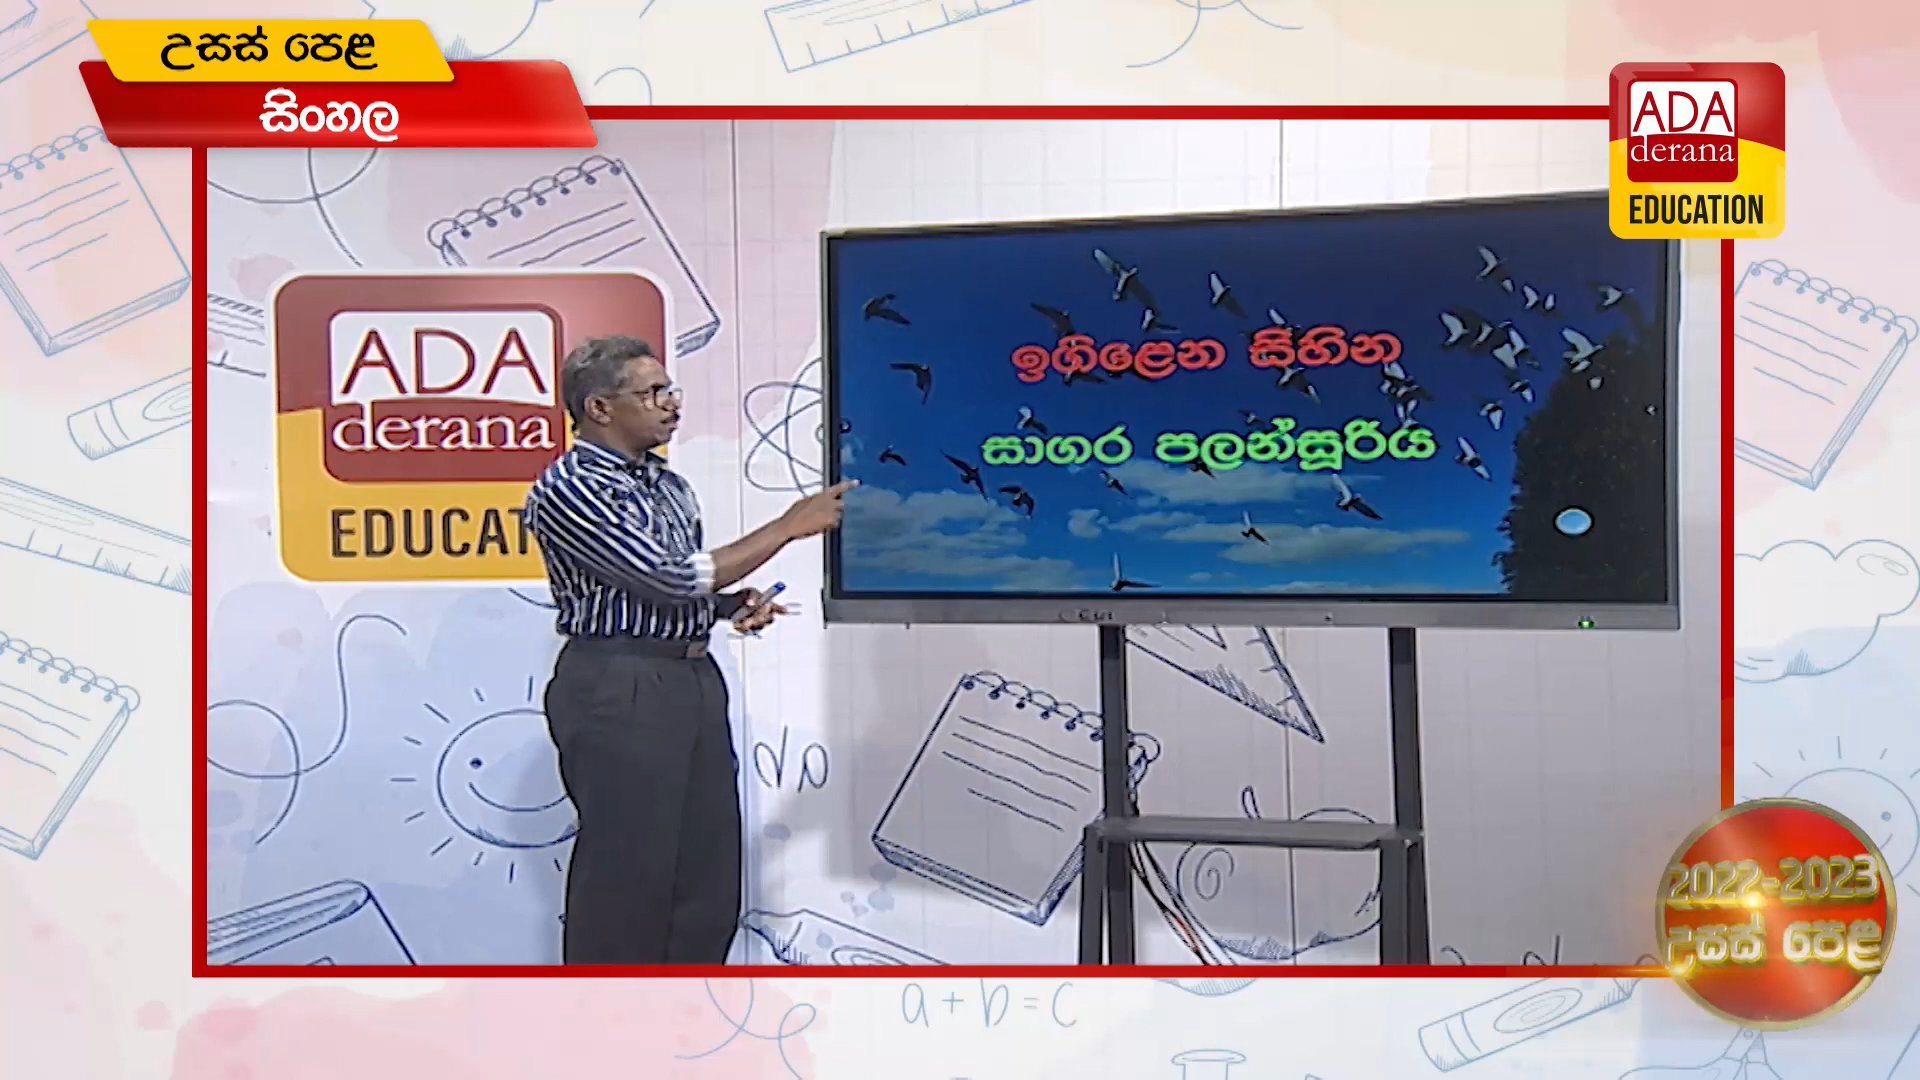 උසස් පෙළ
සිංහල
ADA
derana
EDUCATION
ADA
derana
EDUCAT
ඉගිළෙන සිහින
සාගර පලන්සූරිය
2022-2023
උසස් පෙළ
a+b=c